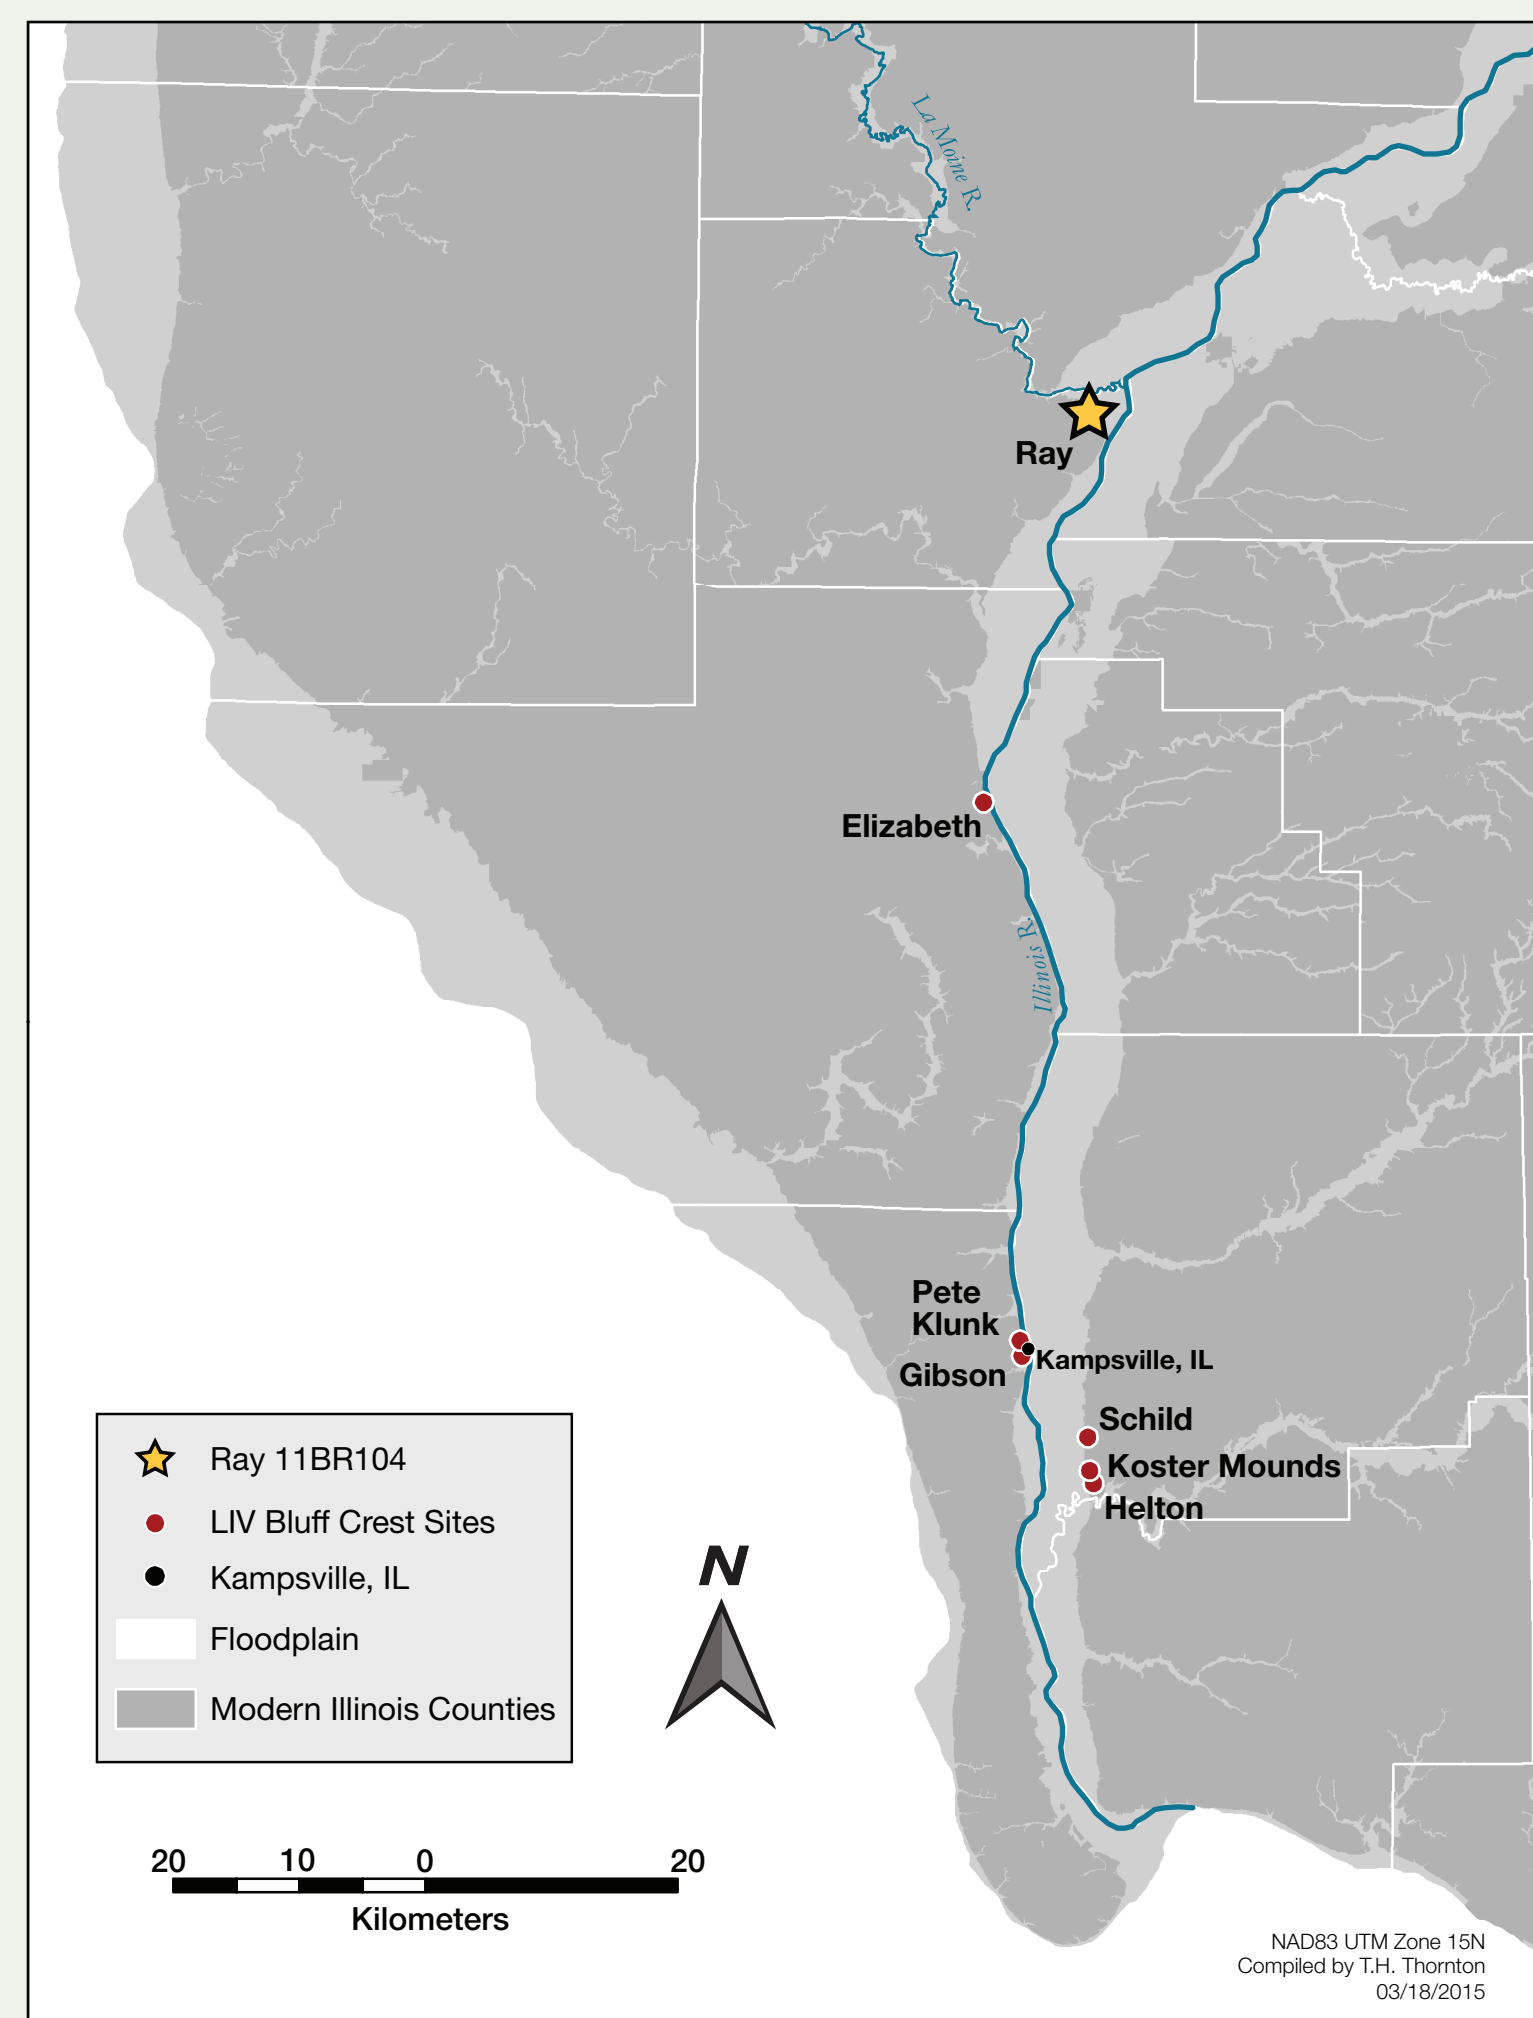 La Moine R.
Ray
Elizabeth
Illinois R.
Pete
Klunk
Gibson
Kampsville, IL
Schild
Koster Mounds
Helton
Ray 11BR104
LIV Bluff Crest Sites
Kampsville, IL
Floodplain
Modern Illinois Counties
N
20 10 0 20
Kilometers
NAD83 UTM Zone 15N
Compiled by T.H. Thornton
03/18/2015